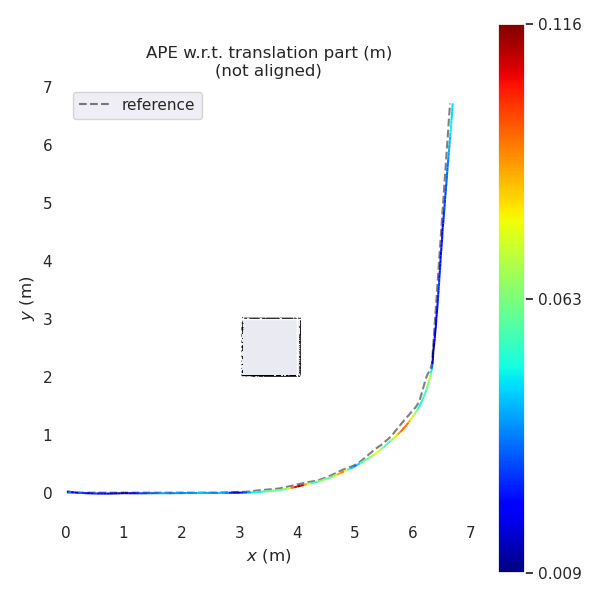 APE w.r.t. translation part (m)
(not aligned)
reference
7
6
5
4
3
2
1
0
y (m)
0 1 2 3 4 5 6 7
x (m)
0.116
0.063
0.009